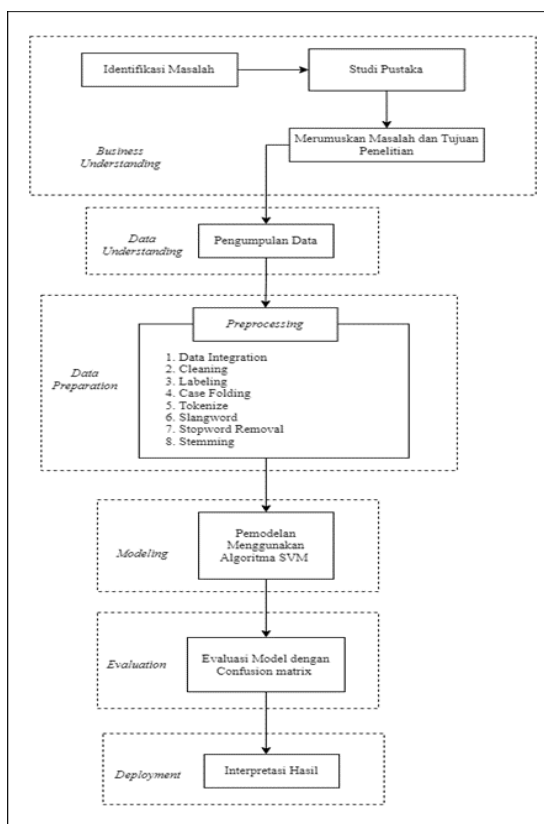 Identifikasi Masalah
Studi Pustaka
Merumuskan Masalah dan Tujuan
Penelitian
Business
Understanding
Data
Understanding
Pengumpulan Data
Preprocessing
1. Data Integration
2. Cleaning
3. Labeling
4. Case Folding
5. Tokenize
6. Slangword
7. Stopword Removal
8. Stemming
Data
Preparation
Pemodelan
Menggunakan
Algoritma SVM
Modeling
Evaluasi Model dengan
Confusion matrix
Evaluation
Interpretasi Hasil
Deployment